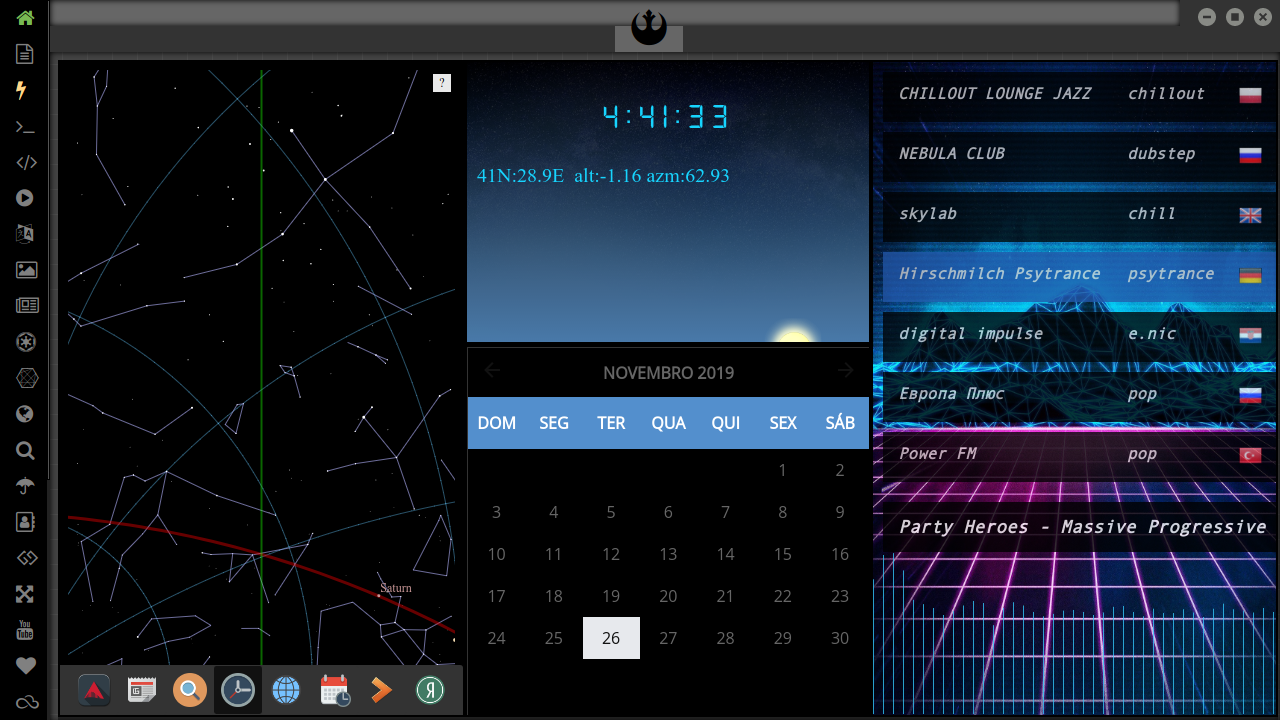 ?
Saturn
4:41:33
41N:28.9E alt:-1.16 azm:62.93
NOVEMBRO 2019
DOM SEG TER QUA QUI SEX SÁB
1 2
3 4 5 6 7 8 9
10 11 12 13 14 15 16
17 18 19 20 21 22 23
24 25 26 27 28 29 30
CHILLOUT LOUNGE JAZZ chillout
NEBULA CLUB dubstep
skylab chill
Hirschmilch Psytrance psytrance
digital impulse e.nic
Европа Плюс pop
Power FM pop
Party Heroes - Massive Progressive
You
Tube
Я